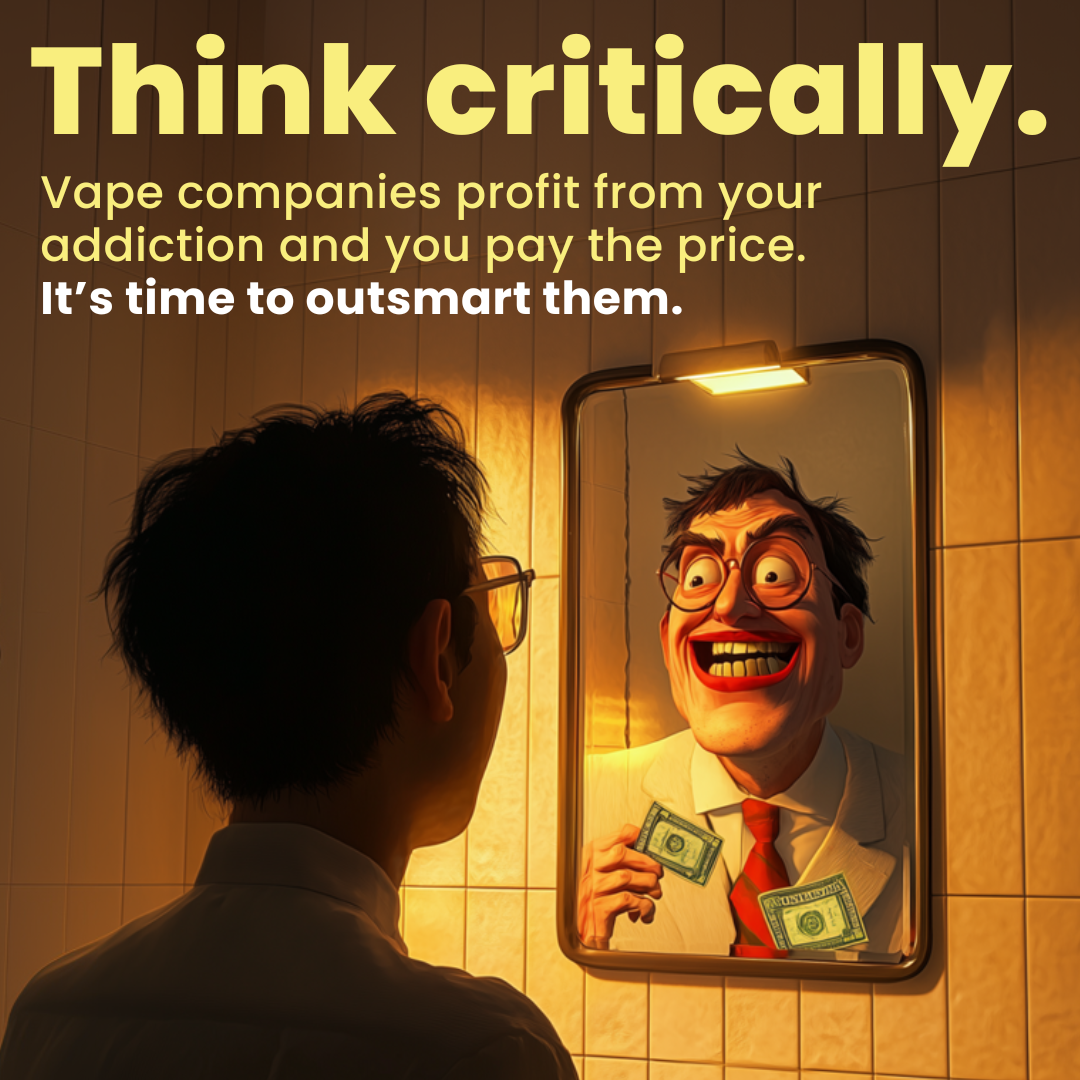 Think critically.
Vape companies profit from your
addiction and you pay the price.
It’s time to outsmart them.